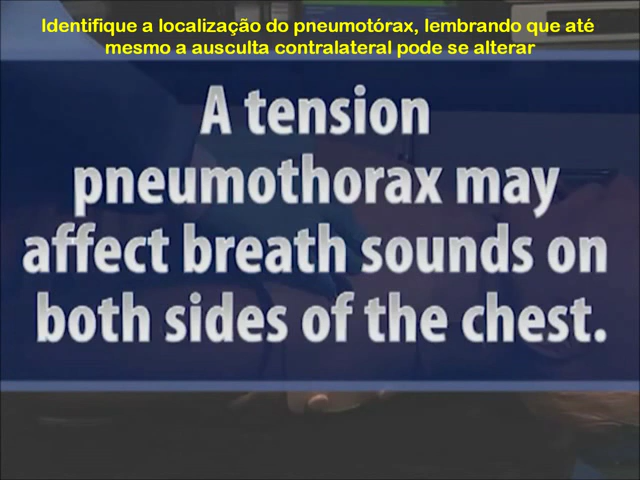 Identifique a localização do pneumotórax, lembrando que até
mesmo a ausculta contralateral pode se alterar
A tension
pneumothorax may
affect breath sounds on
both sides of the chest.